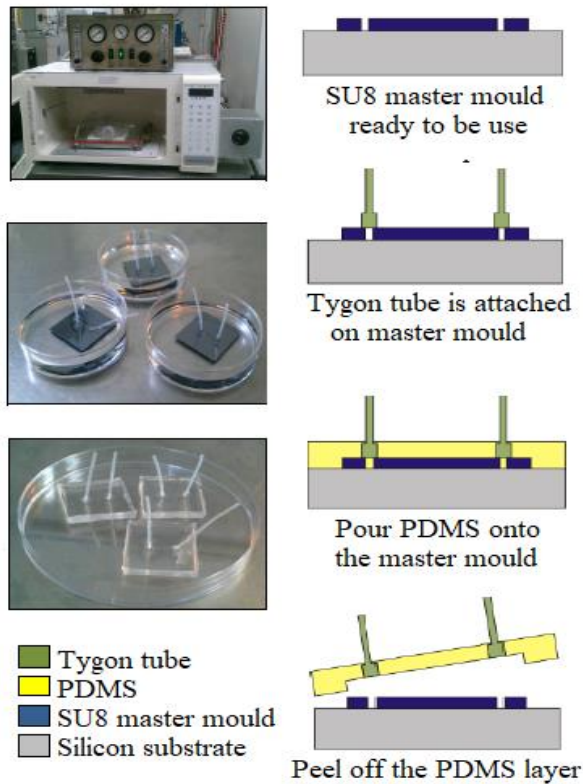 SU8 master mould
ready to be use
Tygon tube is attached
on master mould
Pour PDMS onto
the master mould
Tygon tube
PDMS
SU8 master mould
Silicon substrate
Peel off the PDMS layer